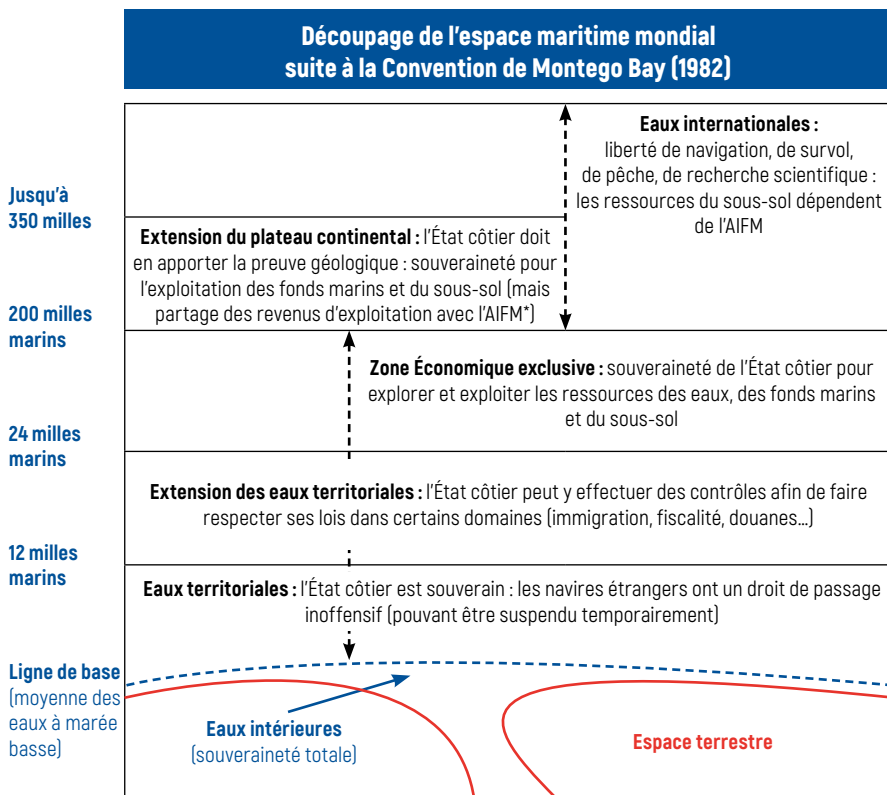 Découpage de l'espace maritime mondial
suite à la Convention de Montego Bay (1982)
Eaux internationales :
liberté de navigation, de survol,
de pêche, de recherche scientifique :
les ressources du sous-sol dépendent
de l'AIFM
Jusqu'à
350 milles
Extension du plateau continental : l'État côtier doit
en apporter la preuve géologique : souveraineté pour
l'exploitation des fonds marins et du sous-sol (mais
partage des revenus d'exploitation avec l'AIFM*)
200 milles
marins
Zone Économique exclusive : souveraineté de l'État côtier pour
explorer et exploiter les ressources des eaux, des fonds marins
et du sous-sol
24 milles
marins
Extension des eaux territoriales : l'État côtier peut y effectuer des contrôles afin de faire
respecter ses lois dans certains domaines (immigration, fiscalité, douanes...)
12 milles
marins
Eaux territoriales : l'État côtier est souverain : les navires étrangers ont un droit de passage
inoffensif (pouvant être suspendu temporairement)
Ligne de base
(moyenne des
eaux à marée
basse)
Eaux intérieures
(souveraineté totale)
Espace terrestre